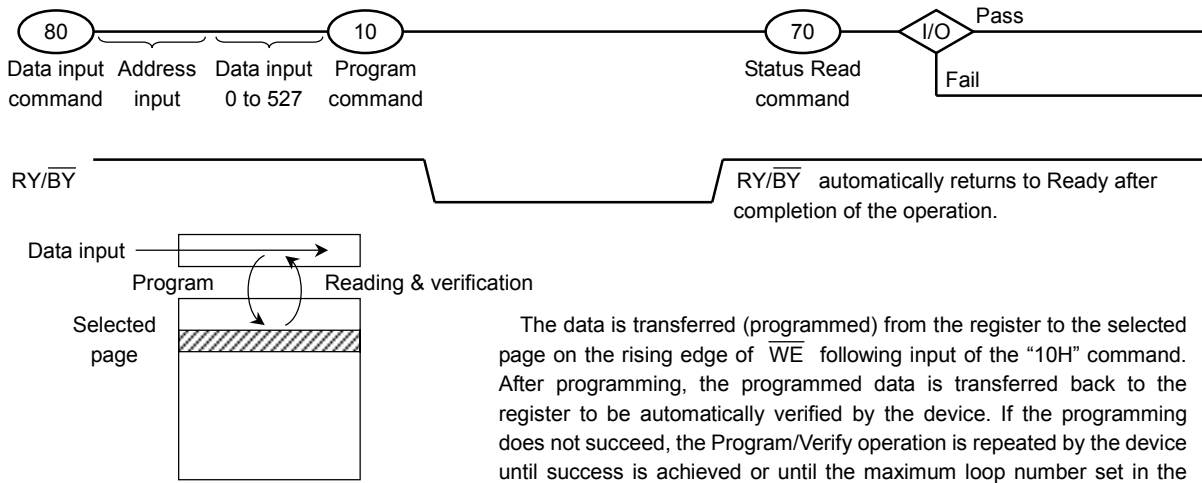 80 10 70 I/O Pass
Data input Address Data input Program Status Read
command input 0 to 527 command command Fail
RY/BY RY/BY automatically returns to Ready after
completion of the operation.
Data input
Program Reading & verification
Selected
page
The data is transferred (programmed) from the register to the selected
page on the rising edge of WE following input of the “10H” command.
After programming, the programmed data is transferred back to the
register to be automatically verified by the device. If the programming
does not succeed, the Program/Verify operation is repeated by the device
until success is achieved or until the maximum loop number set in the